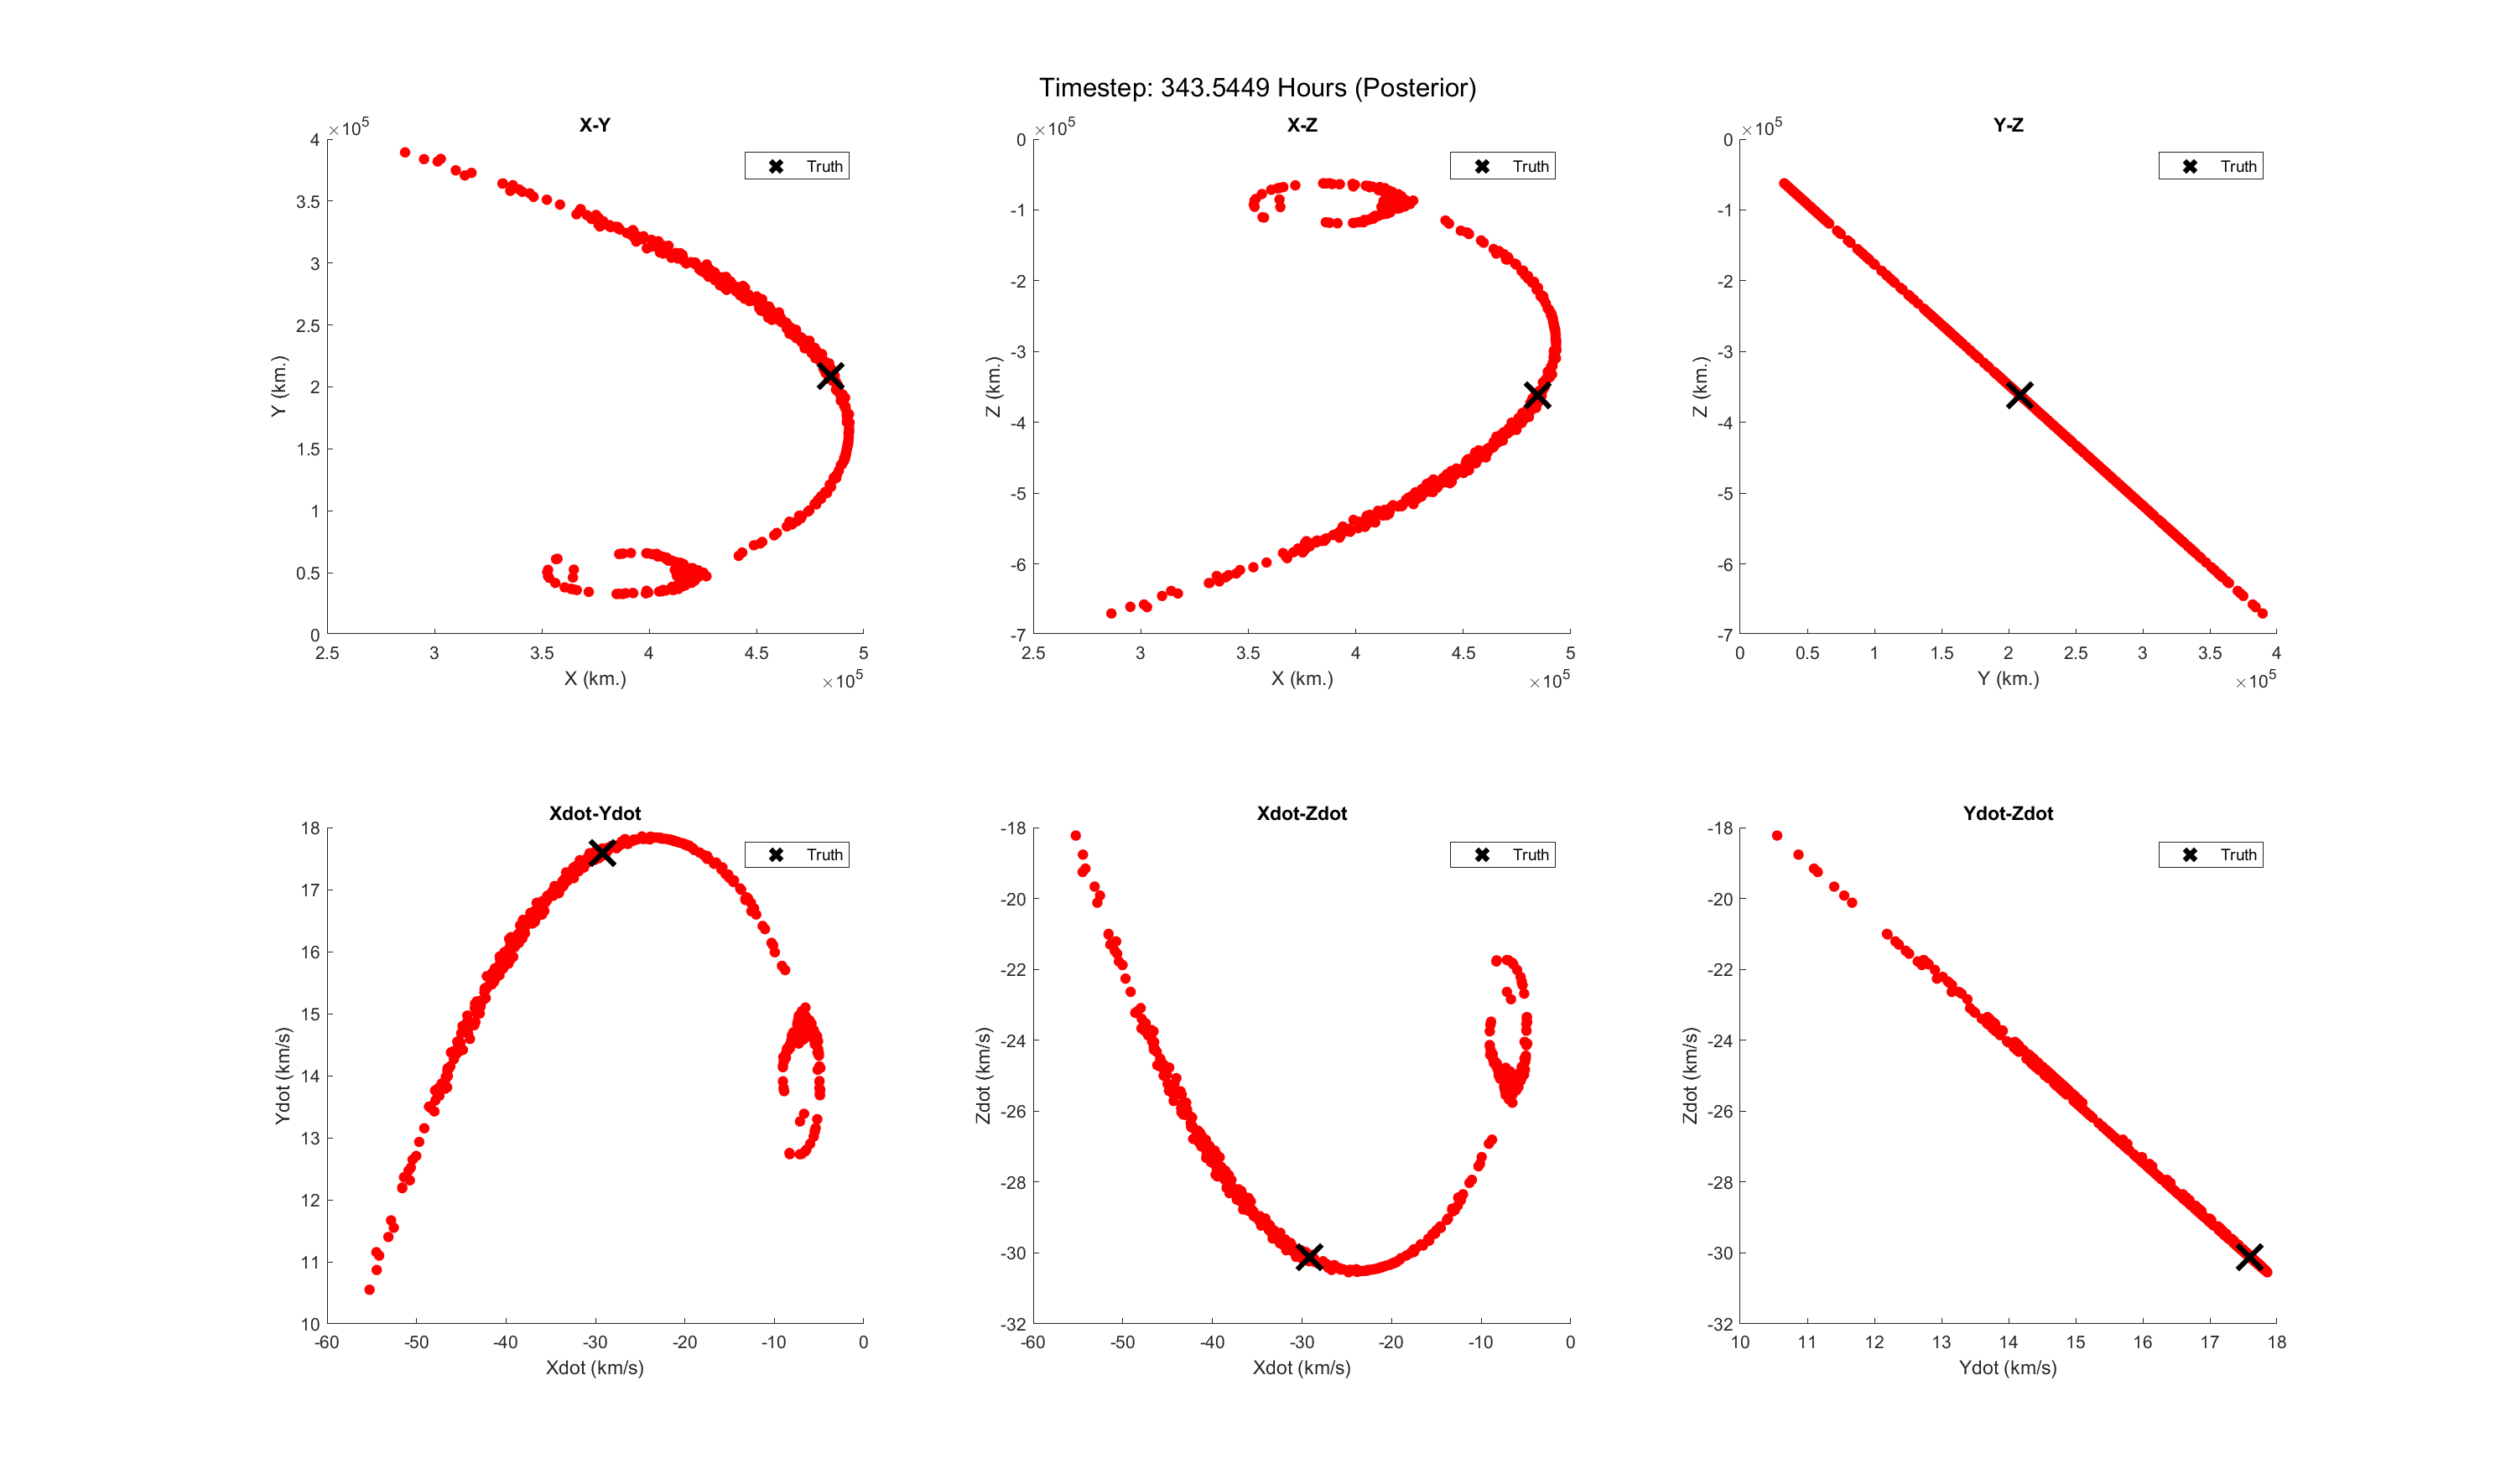 Timestep: 343.5449 Hours (Posterior)
X-Y
×10^5
Truth
4
3.5
3
2.5
2
1.5
1
0.5
0
Y (km.)
2.5 3 3.5 4 4.5 5
X (km.)
×10^5
X-Z
×10^5
Truth
0
-1
-2
-3
-4
-5
-6
-7
Z (km.)
2.5 3 3.5 4 4.5 5
X (km.)
×10^5
Y-Z
×10^5
Truth
0
-1
-2
-3
-4
-5
-6
-7
Z (km.)
0 0.5 1 1.5 2 2.5 3 3.5 4
Y (km.)
×10^5
Xdot-Ydot
Truth
18
17
16
15
14
13
12
11
10
Ydot (km/s)
-60 -50 -40 -30 -20 -10 0
Xdot (km/s)
Xdot-Zdot
Truth
-18
-20
-22
-24
-26
-28
-30
-32
Zdot (km/s)
-60 -50 -40 -30 -20 -10 0
Xdot (km/s)
Ydot-Zdot
Truth
-18
-20
-22
-24
-26
-28
-30
-32
Zdot (km/s)
10 11 12 13 14 15 16 17 18
Ydot (km/s)